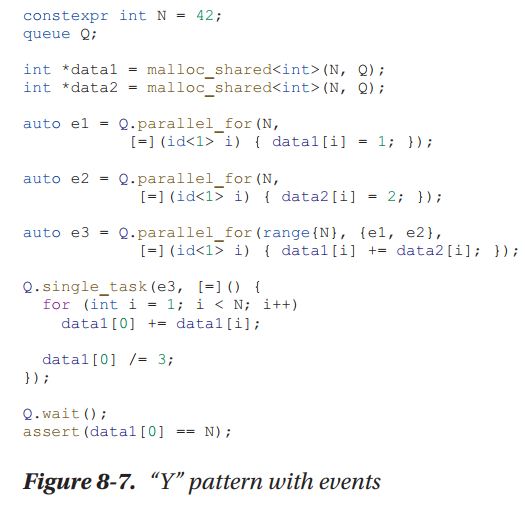 constexpr int N = 42;
queue Q;
int *data1 = malloc_shared<int>(N, Q);
int *data2 = malloc_shared<int>(N, Q);
auto e1 = Q.parallel_for(N,
[=](id<1> i) { data1[i] = 1; });
auto e2 = Q.parallel_for(N,
[=](id<1> i) { data2[i] = 2; });
auto e3 = Q.parallel_for(range{N}, {e1, e2},
[=](id<1> i) { data1[i] += data2[i]; });
Q.single_task(e3, [=]() {
for (int i = 1; i < N; i++)
data1[0] += data1[i];
data1[0] /= 3;
});
Q.wait();
assert(data1[0] == N);
Figure 8-7. “Y” pattern with events